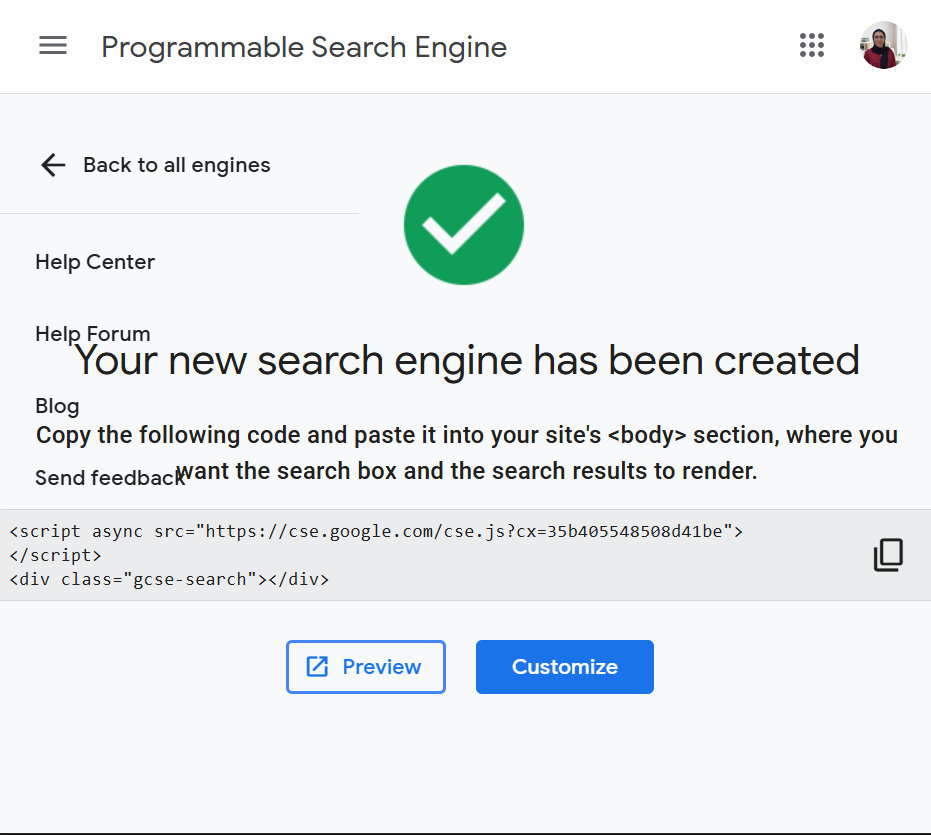 Programmable Search Engine
Back to all engines
Help Center
Help Forum
Your new search engine has been created
Blog
Copy the following code and paste it into your site's <body> section, where you
want the search box and the search results to render.
Send feedback
<script async src="https://cse.google.com/cse.js?cx=35b405548508d41be">
</script>
<div class="gcse-search"></div>
Preview
Customize